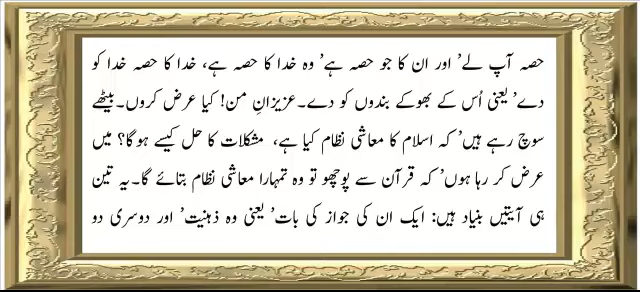 حصہ آپ لے’ اور ان کا جو حصہ ہے’ وہ خدا کا حصہ ہے، خدا کا حصہ خدا کو
دے’ یعنی اُس کے بھوکے بندوں کو دے۔عزیزانِ من! کیا عرض کروں۔بیٹھے
سوچ رہے ہیں’ کہ اسلام کا معاشی نظام کیا ہے، مشکلات کا حل کیسے ہوگا؟ میں
عرض کر رہا ہوں’ کہ قرآن سے پوچھو تو وہ تمہارا معاشی نظام بتائے گا۔یہ تین
ہی آیتیں بنیاد ہیں: ایک ان کی جواز کی بات’ یعنی وہ ذہنیت’ اور دوسری دو